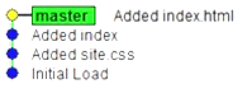 master Added index.html
Added index
Added site.css
Initial Load